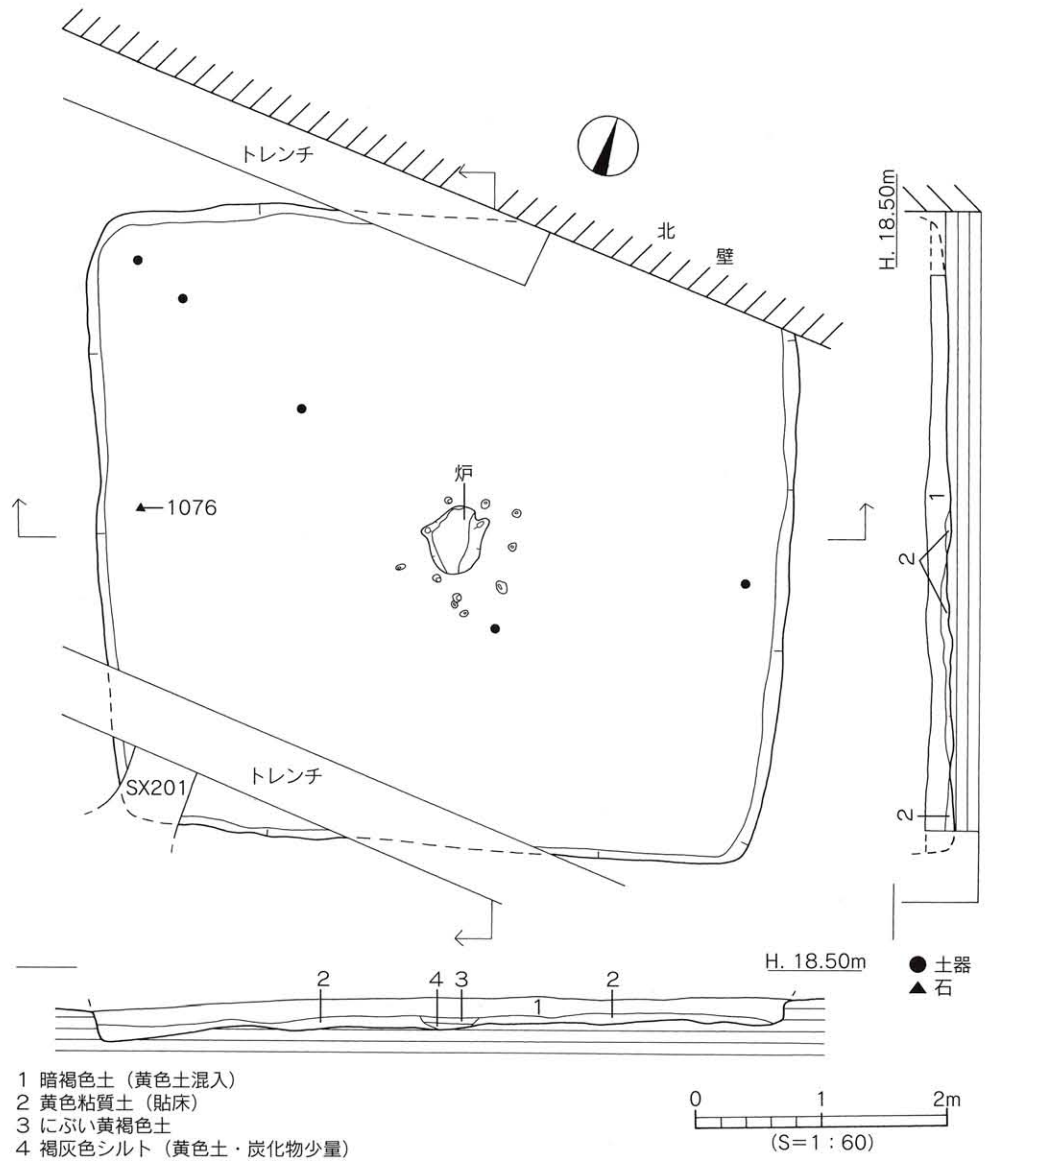 トレンチ
北
壁
H. 18.50m
炉
1076
1
2
トレンチ
SX201
2
H. 18.50m
● 土器
▲ 石
2
4 3
1
2
1 暗褐色土（黄色土混入）
2 黄色粘質土（貼床）
3 にぶい黄褐色土
4 褐灰色シルト（黄色土・炭化物少量）
0 1 2m
(S=1:60)